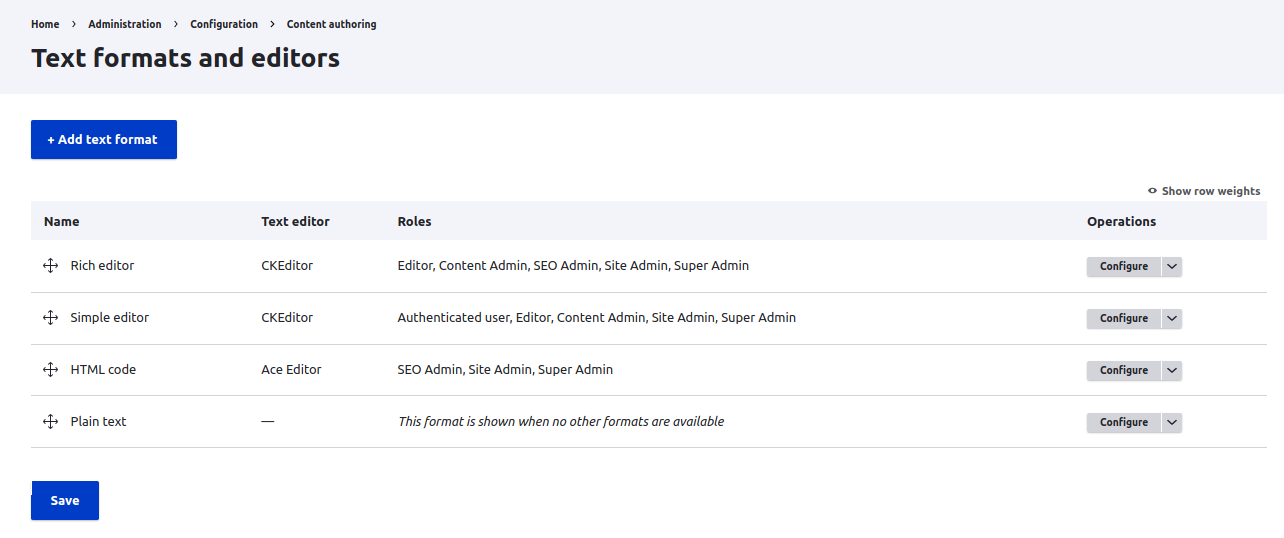 Home > Administration > Configuration > Content authoring
Text formats and editors
+ Add text format
Show row weights
Name Text editor Roles Operations
Rich editor CKEditor Editor, Content Admin, SEO Admin, Site Admin, Super Admin Configure
Simple editor CKEditor Authenticated user, Editor, Content Admin, Site Admin, Super Admin Configure
HTML code Ace Editor SEO Admin, Site Admin, Super Admin Configure
Plain text — This format is shown when no other formats are available Configure
Save